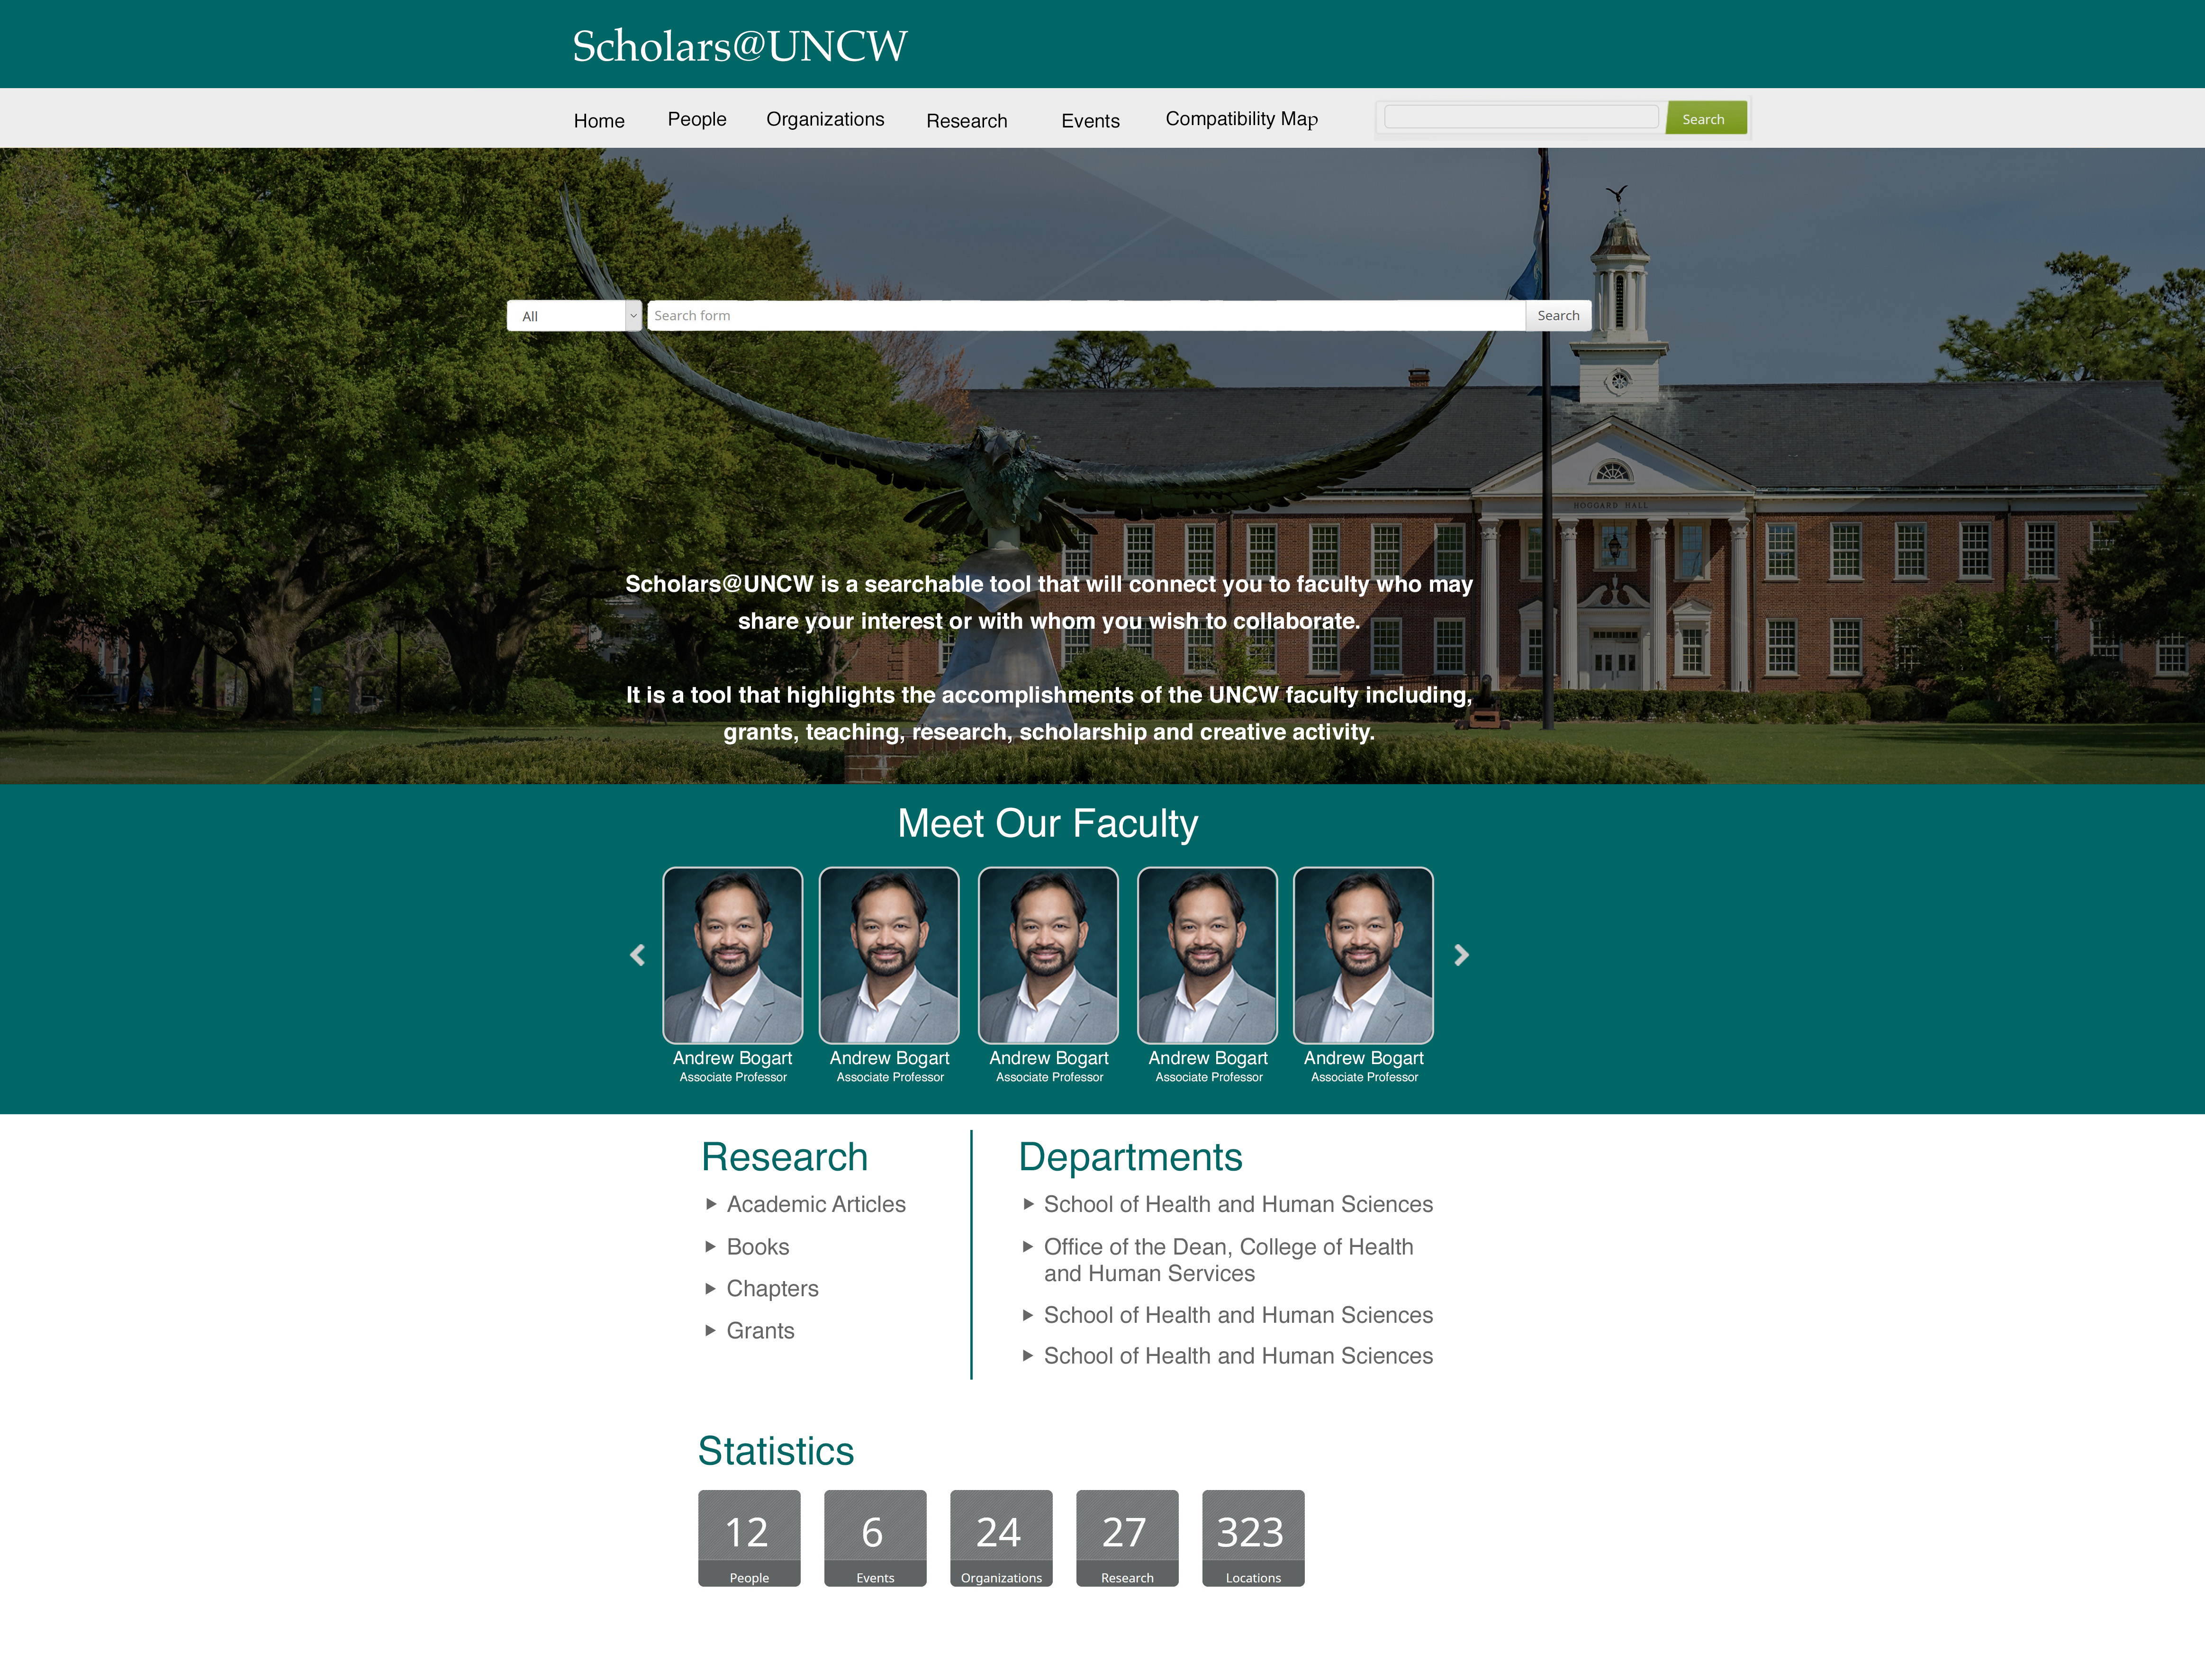 Scholars@UNCW
Home People Organizations Research Events Compatibility Map Search
All Search form Search
HOGGARD HALL
Scholars@UNCW is a searchable tool that will connect you to faculty who may
share your interest or with whom you wish to collaborate.
It is a tool that highlights the accomplishments of the UNCW faculty including,
grants, teaching, research, scholarship and creative activity.
Meet Our Faculty
Andrew Bogart Andrew Bogart Andrew Bogart Andrew Bogart Andrew Bogart
Associate Professor Associate Professor Associate Professor Associate Professor Associate Professor
Research
Academic Articles
Books
Chapters
Grants
Departments
School of Health and Human Sciences
Office of the Dean, College of Health
and Human Services
School of Health and Human Sciences
School of Health and Human Sciences
Statistics
12 6 24 27 323
People Events Organizations Research Locations